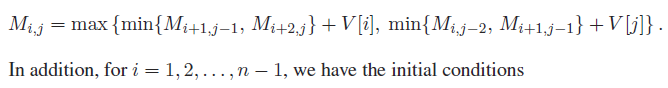 M_{i,j} = max {min{M_{i+1,j−1}, M_{i+2,j}} + V[i], min{M_{i,j−2}, M_{i+1,j−1}} + V[j]} .
In addition, for i = 1, 2, . . . , n − 1, we have the initial conditions